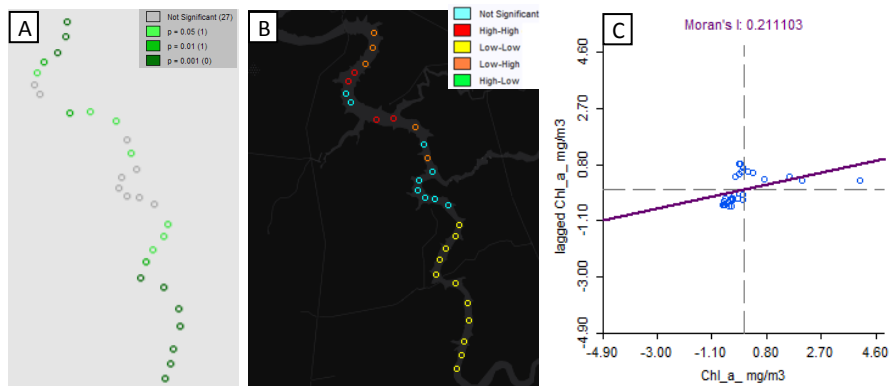 A
Not Significant (27)
p = 0.05 (1)
p = 0.01 (1)
p = 0.001 (0)
B
Not Significant
High-High
Low-Low
Low-High
High-Low
C
Moran's I: 0.211103
4.60
2.70
0.80
-1.10
-3.00
-4.90
lagged Chl_a_ mg/m3
-4.90
-3.00
-1.10
0.80
2.70
4.60
Chl_a_ mg/m3